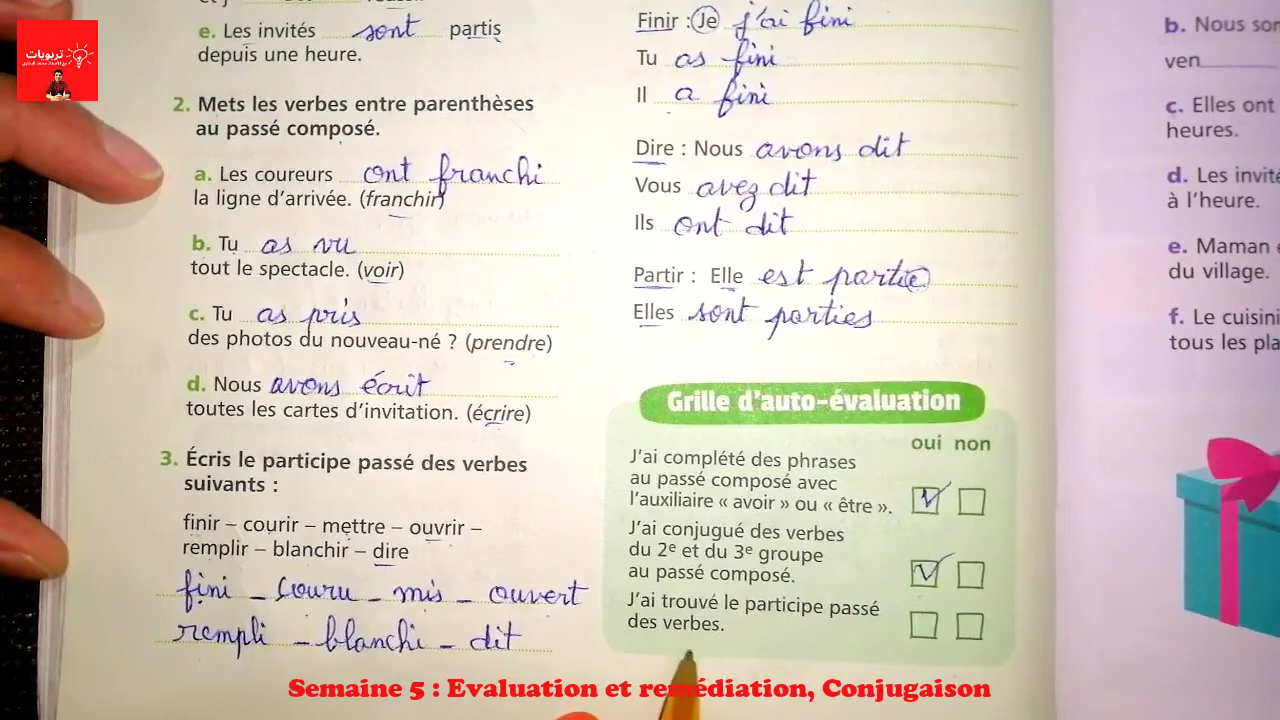 تربويات
e. Les invités sont partis
depuis une heure.
2. Mets les verbes entre parenthèses
au passé composé.
a. Les coureurs ont franchi
la ligne d'arrivée. (franchir)
b. Tu as vu
tout le spectacle. (voir)
c. Tu as pris
des photos du nouveau-né ? (prendre)
d. Nous avons écrit
toutes les cartes d'invitation. (écrire)
3. Écris le participe passé des verbes
suivants :
finir – courir – mettre – ouvrir –
remplir – blanchir – dire
fini – couru – mis – ouvert
rempli – blanchi – dit
Finir : Je j'ai fini
Tu as fini
Il a fini
Dire : Nous avons dit
Vous avez dit
Ils ont dit
Partir : Elle est partie
Elles sont parties
Grille d'auto-évaluation
oui non
J'ai complété des phrases
au passé composé avec
l'auxiliaire « avoir » ou « être ».
J'ai conjugué des verbes
du 2e et du 3e groupe
au passé composé.
J'ai trouvé le participe passé
des verbes.
b. Nous
ven
c. Elles ont
heures.
d. Les
à l'heure.
e. Maman
du village.
f. Le
tous les
Semaine 5 : Evaluation et remédiation, Conjugaison